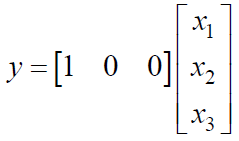 y = [1 0 0] [x₁
x₂
x₃]